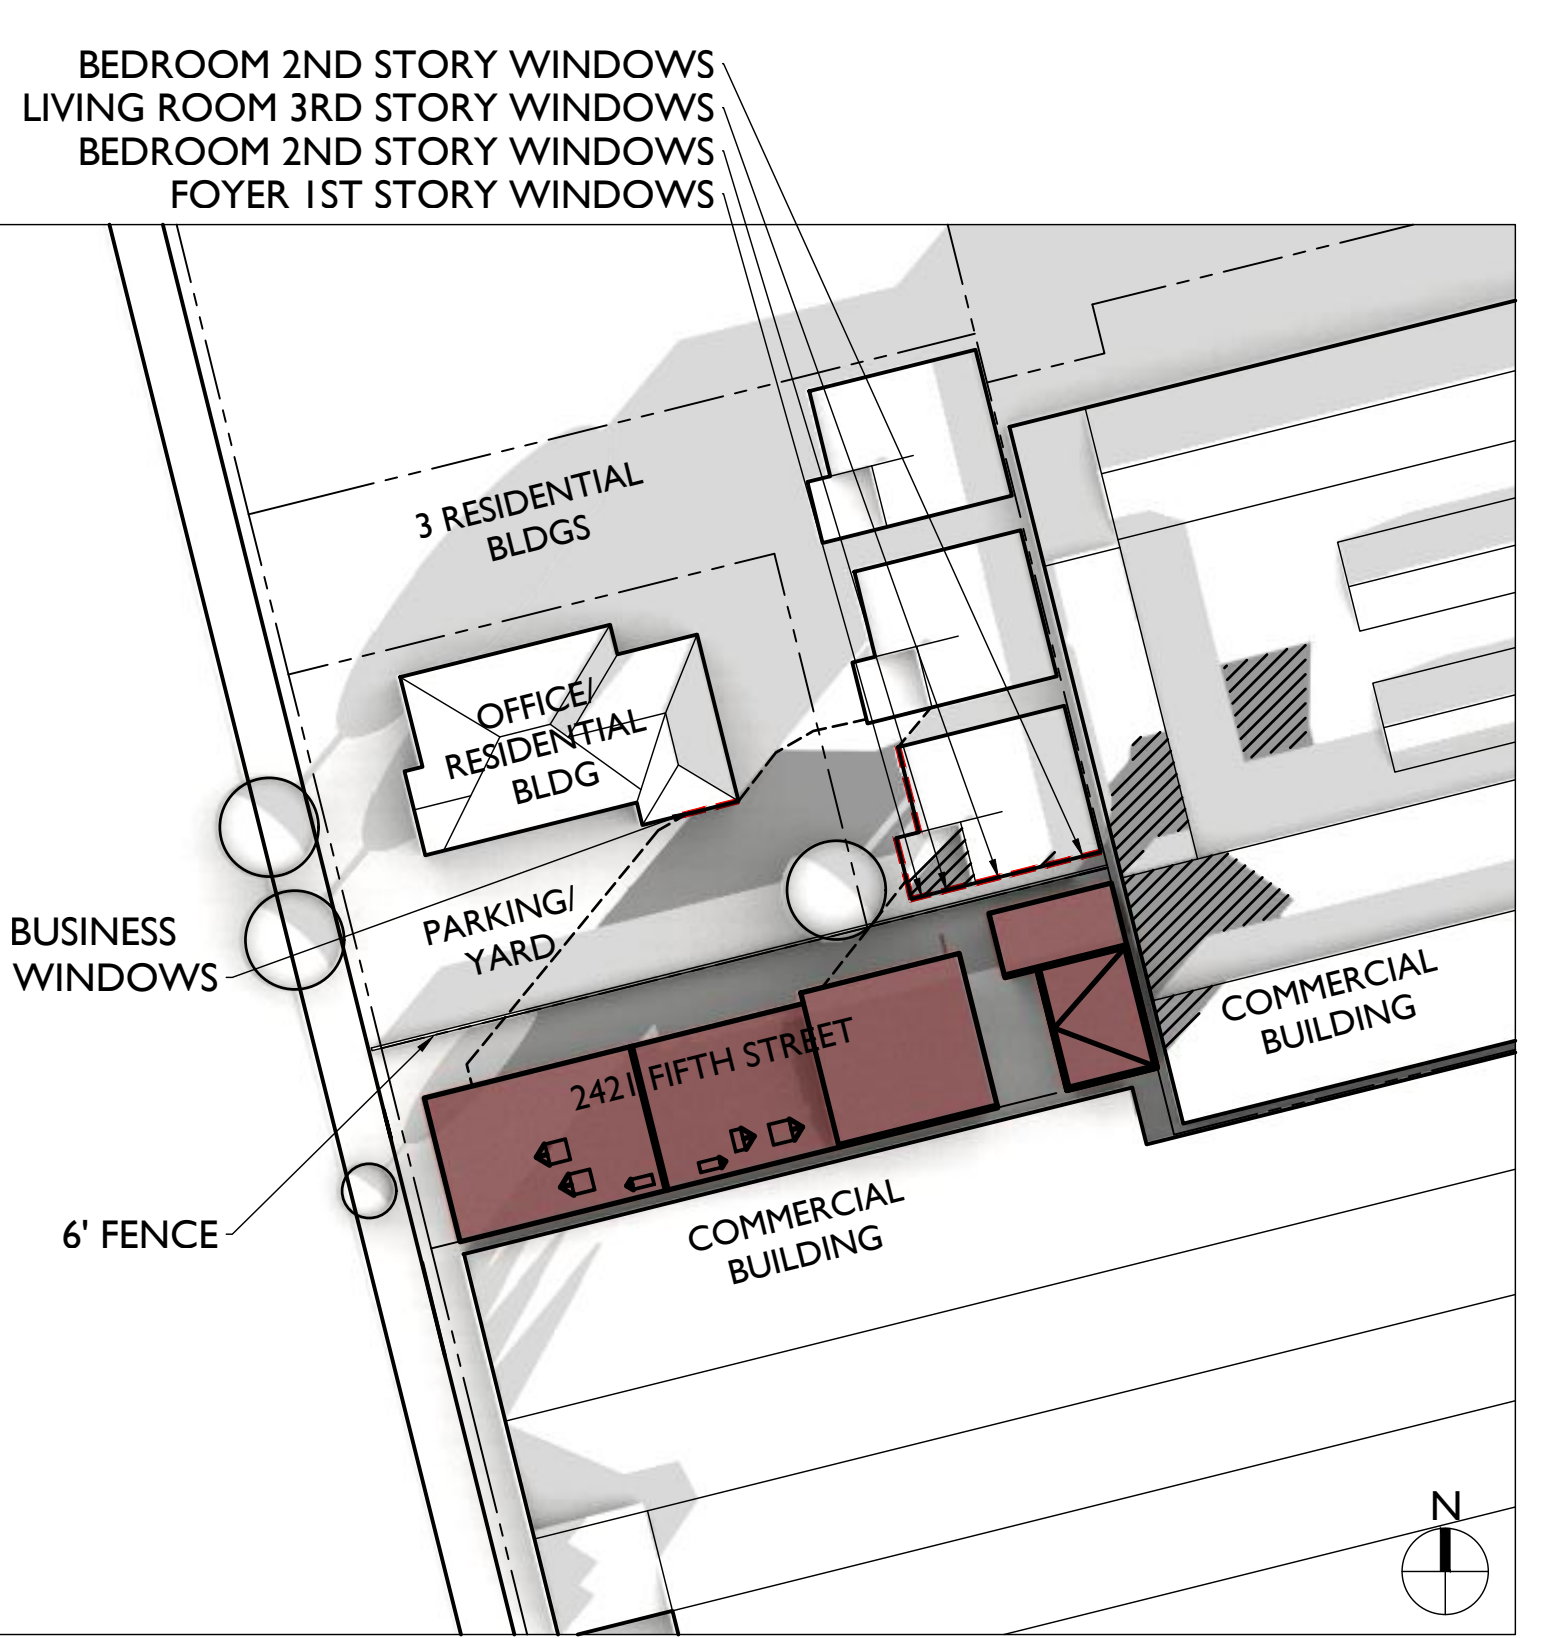 BEDROOM 2ND STORY WINDOWS
LIVING ROOM 3RD STORY WINDOWS
BEDROOM 2ND STORY WINDOWS
FOYER 1ST STORY WINDOWS
3 RESIDENTIAL
BLDGS
OFFICE/
RESIDENTIAL
BLDG
PARKING/
YARD
BUSINESS
WINDOWS
COMMERCIAL
BUILDING
2421 FIFTH STREET
6' FENCE
COMMERCIAL
BUILDING
N